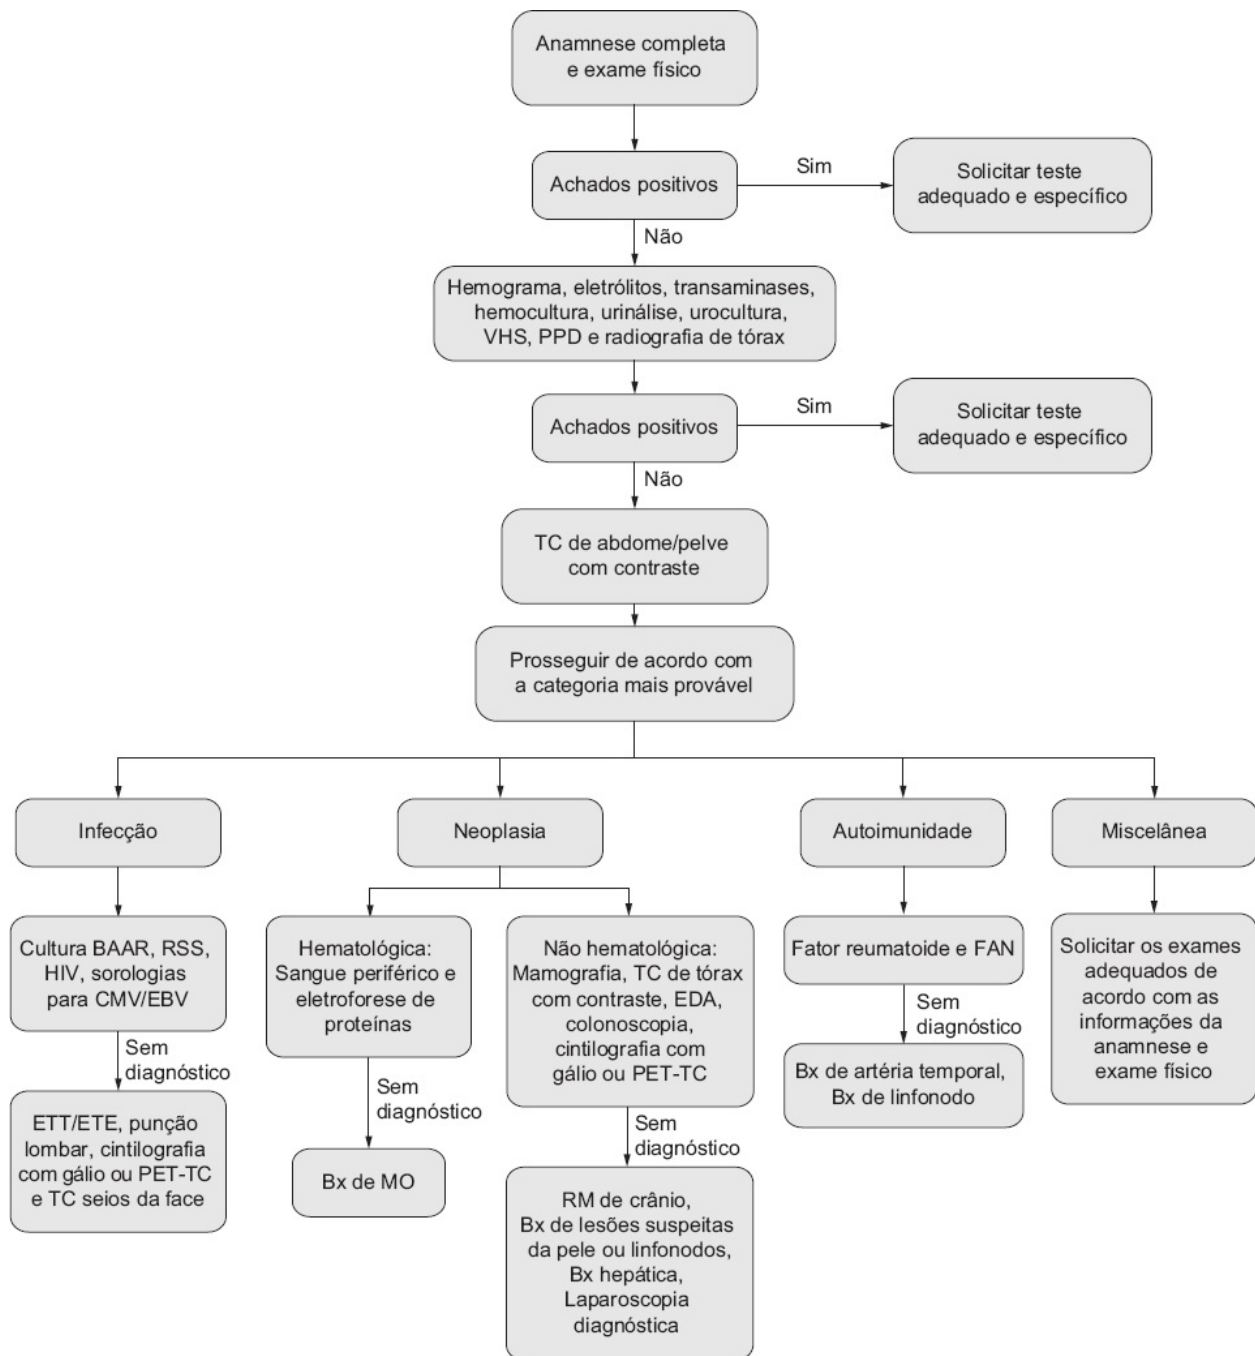 Anamnese completa
e exame físico
Achados positivos
Sim
Solicitar teste
adequado e específico
Não
Hemograma, eletrólitos, transaminases,
hemocultura, urinálise, urocultura,
VHS, PPD e radiografia de tórax
Achados positivos
Sim
Solicitar teste
adequado e específico
Não
TC de abdome/pelve
com contraste
Prosseguir de acordo com
a categoria mais provável
Infecção
Neoplasia
Autoimunidade
Miscelânea
Cultura BAAR, RSS,
HIV, sorologias
para CMV/EBV
Sem
diagnóstico
ETT/ETE, punção
lombar, cintilografia
com gálio ou PET-TC
e TC seios da face
Hematológica:
Sangue periférico e
eletroforese de
proteínas
Sem
diagnóstico
Bx de MO
Não hematológica:
Mamografia, TC de tórax
com contraste, EDA,
colonoscopia,
cintilografia com
gálio ou PET-TC
Sem
diagnóstico
RM de crânio,
Bx de lesões suspeitas
da pele ou linfonodos,
Bx hepática,
Laparoscopia
diagnóstica
Fator reumatoide e FAN
Sem
diagnóstico
Bx de artéria temporal,
Bx de linfonodo
Solicitar os exames
adequados de
acordo com as
informações da
anamnese e
exame físico